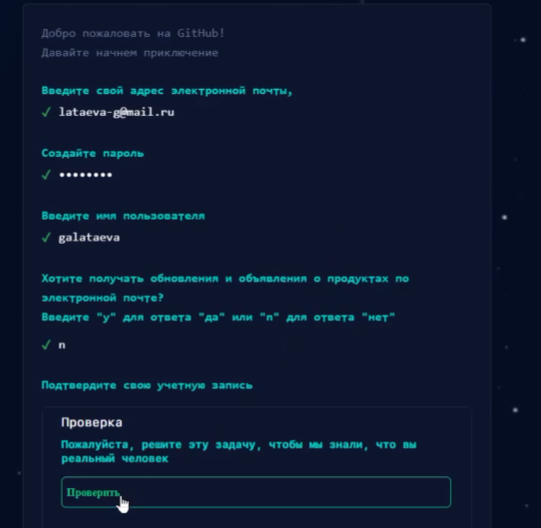 Добро пожаловать на GitHub!
Давайте начнем приключение
Введите свой адрес электронной почты,
✓ lataeva-g@mail.ru
Создайте пароль
✓ ••••••••
Введите имя пользователя
✓ galataeva
Хотите получать обновления и объявления о продуктах по
электронной почте?
Введите "y" для ответа "да" или "n" для ответа "нет"
✓ n
Подтвердите свою учетную запись
Проверка
Пожалуйста, решите эту задачу, чтобы мы знали, что вы
реальный человек
Проверить